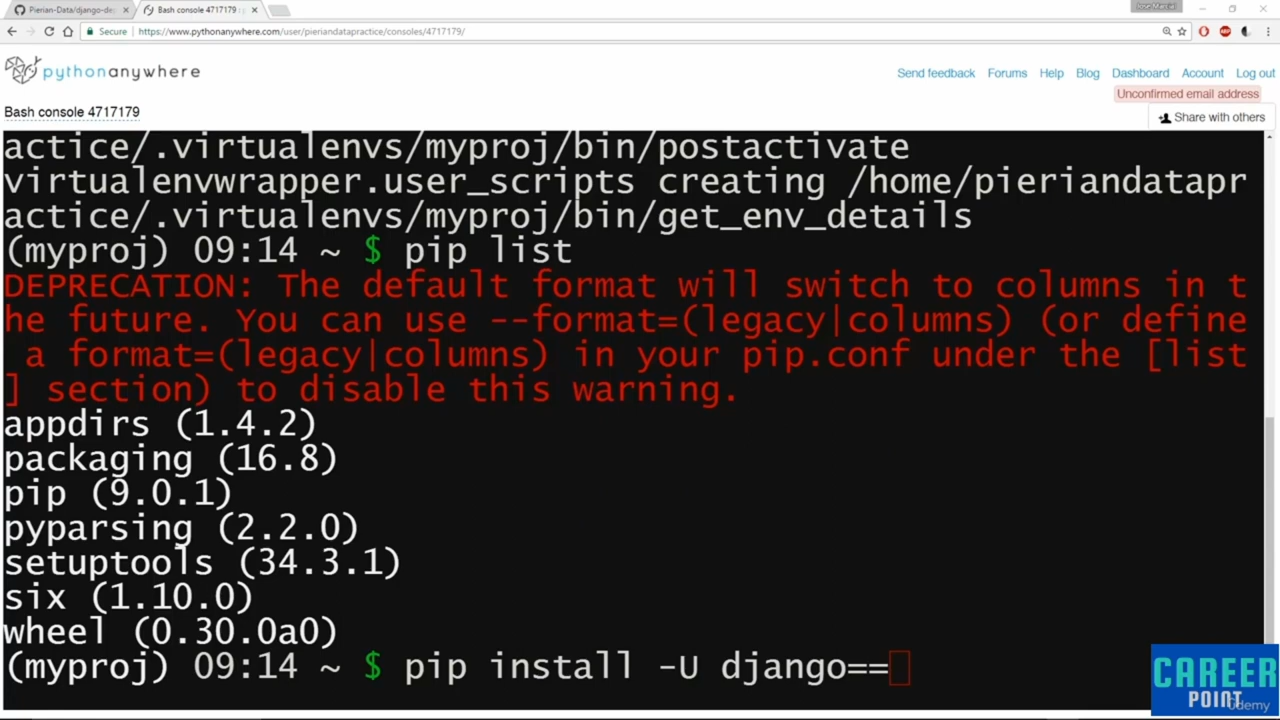 Pierian-Data/django-de
Bash console 4717179 :
Jose Marcial
Secure
https://www.pythonanywhere.com/user/pieriandatapractice/consoles/4717179/
pythonanywhere
Send feedback Forums Help Blog Dashboard Account Log out
Unconfirmed email address
Bash console 4717179
Share with others
actice/.virtualenvs/myproj/bin/postactivate
virtualenvwrapper.user_scripts creating /home/pieriandatapr
actice/.virtualenvs/myproj/bin/get_env_details
(myproj) 09:14 ~ $ pip list
DEPRECATION: The default format will switch to columns in t
he future. You can use --format=(legacy|columns) (or define
 a format=(legacy|columns) in your pip.conf under the [list
] section) to disable this warning.
appdirs (1.4.2)
packaging (16.8)
pip (9.0.1)
pyparsing (2.2.0)
setuptools (34.3.1)
six (1.10.0)
wheel (0.30.0a0)
(myproj) 09:14 ~ $ pip install -U django==
CAREER
POINT
Udemy